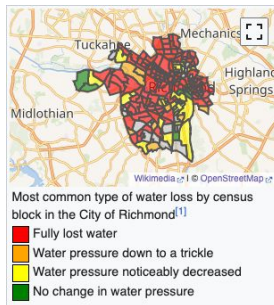 Mechanics
Tuckahoe
Highland
Springs
Midlothian
Wikimedia | © OpenStreetMap
Most common type of water loss by census
block in the City of Richmond[1]
Fully lost water
Water pressure down to a trickle
Water pressure noticeably decreased
No change in water pressure